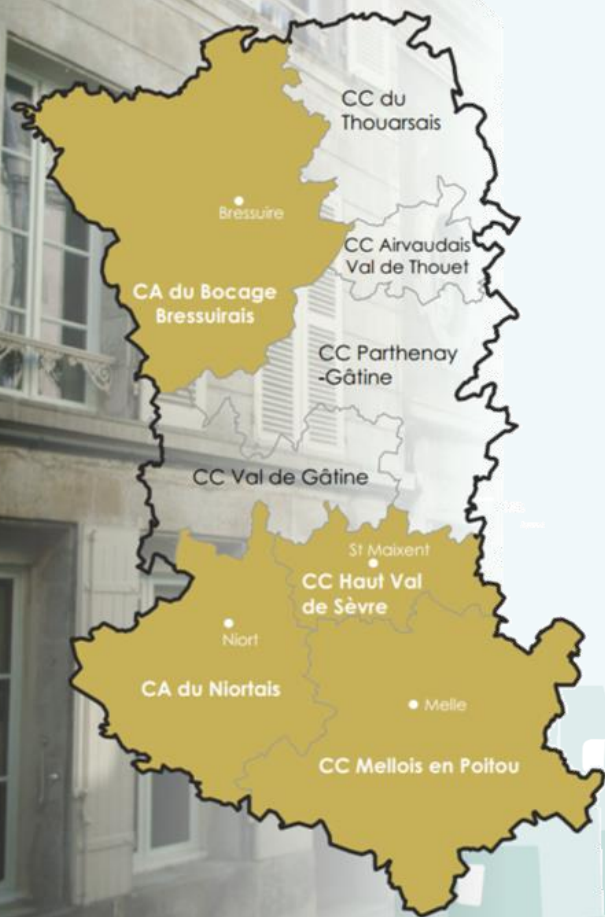 CC du
Thouarsais
Bressuire
CC Airvaudais
Val de Thouet
CA du Bocage
Bressuirais
CC Parthenay
-Gâtine
CC Val de Gâtine
St Maixent
CC Haut Val
de Sèvre
Niort
CA du Niortais
Melle
CC Mellois en Poitou